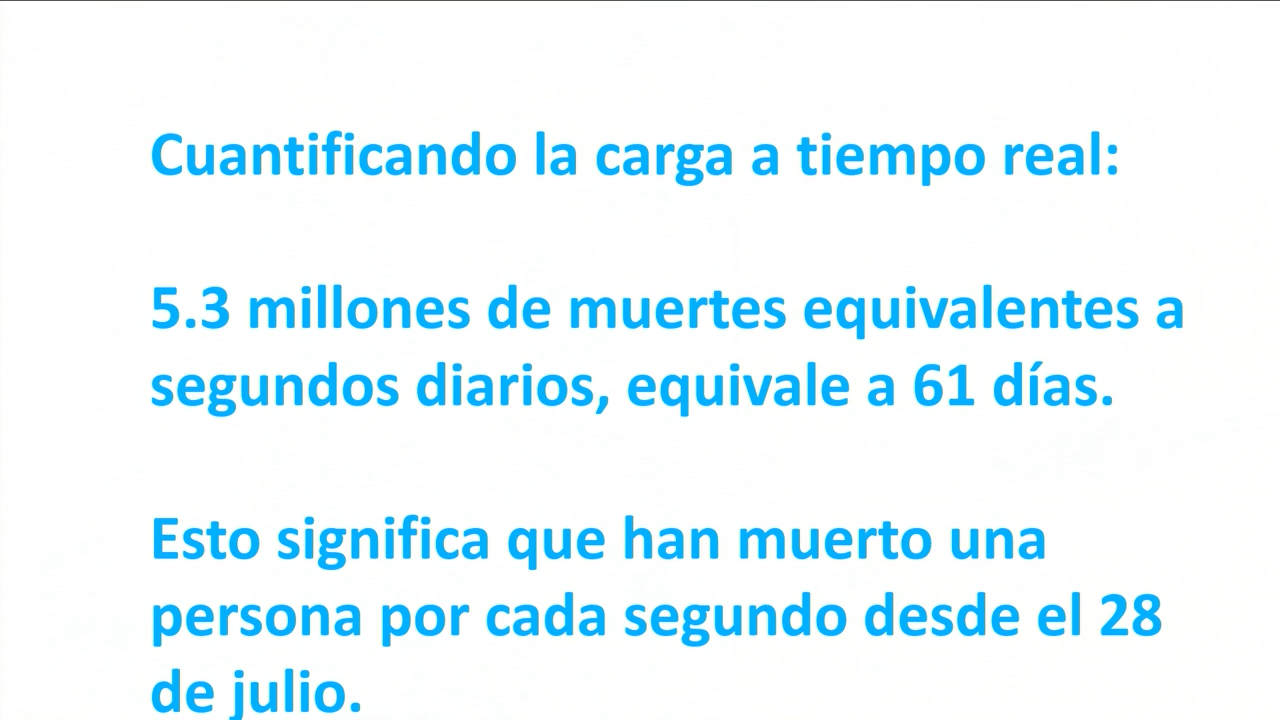 Cuantificando la carga a tiempo real:
5.3 millones de muertes equivalentes a
segundos diarios, equivale a 61 días.
Esto significa que han muerto una
persona por cada segundo desde el 28
de julio.